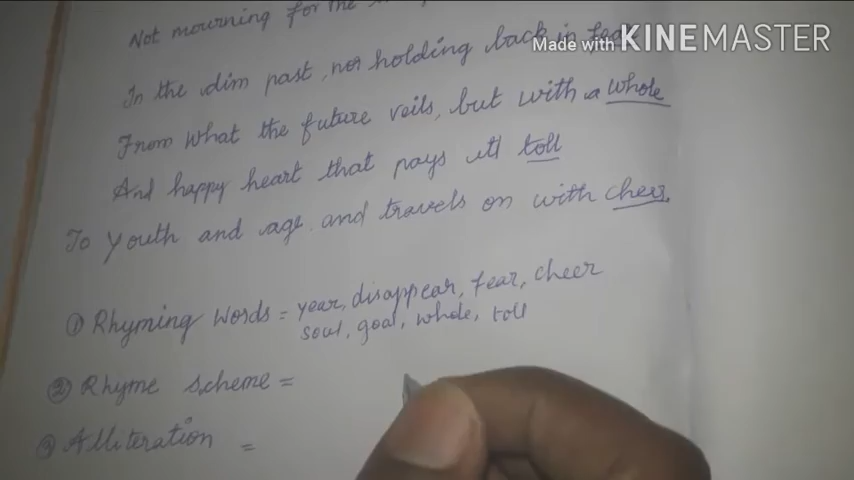 Not mourning for the
Made with KINEMASTER
In the dim past, nor holding back in fear
From what the future veils, but with a whole
And happy heart that pays its toll
To Youth and age and travels on with cheer.
① Rhyming words = year, disappear, fear, cheer
soul, goal, whole, toll
② Rhyme scheme =
③ Alliteration =